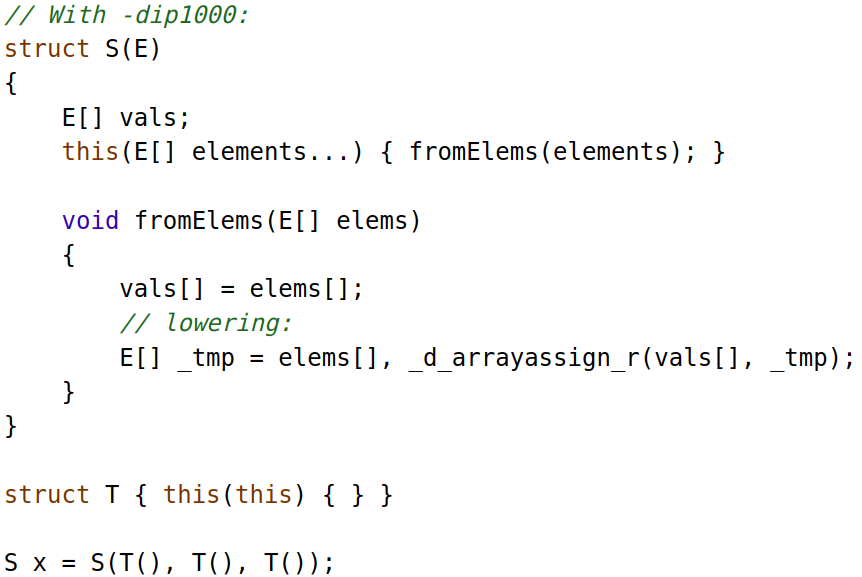 // With -dip1000:
struct S(E)
{
    E[] vals;
    this(E[] elements...) { fromElems(elements); }

    void fromElems(E[] elems)
    {
        vals[] = elems[];
        // lowering:
        E[] _tmp = elems[], _d_arrayassign_r(vals[], _tmp);
    }
}

struct T { this(this) { } }

S x = S(T(), T(), T());